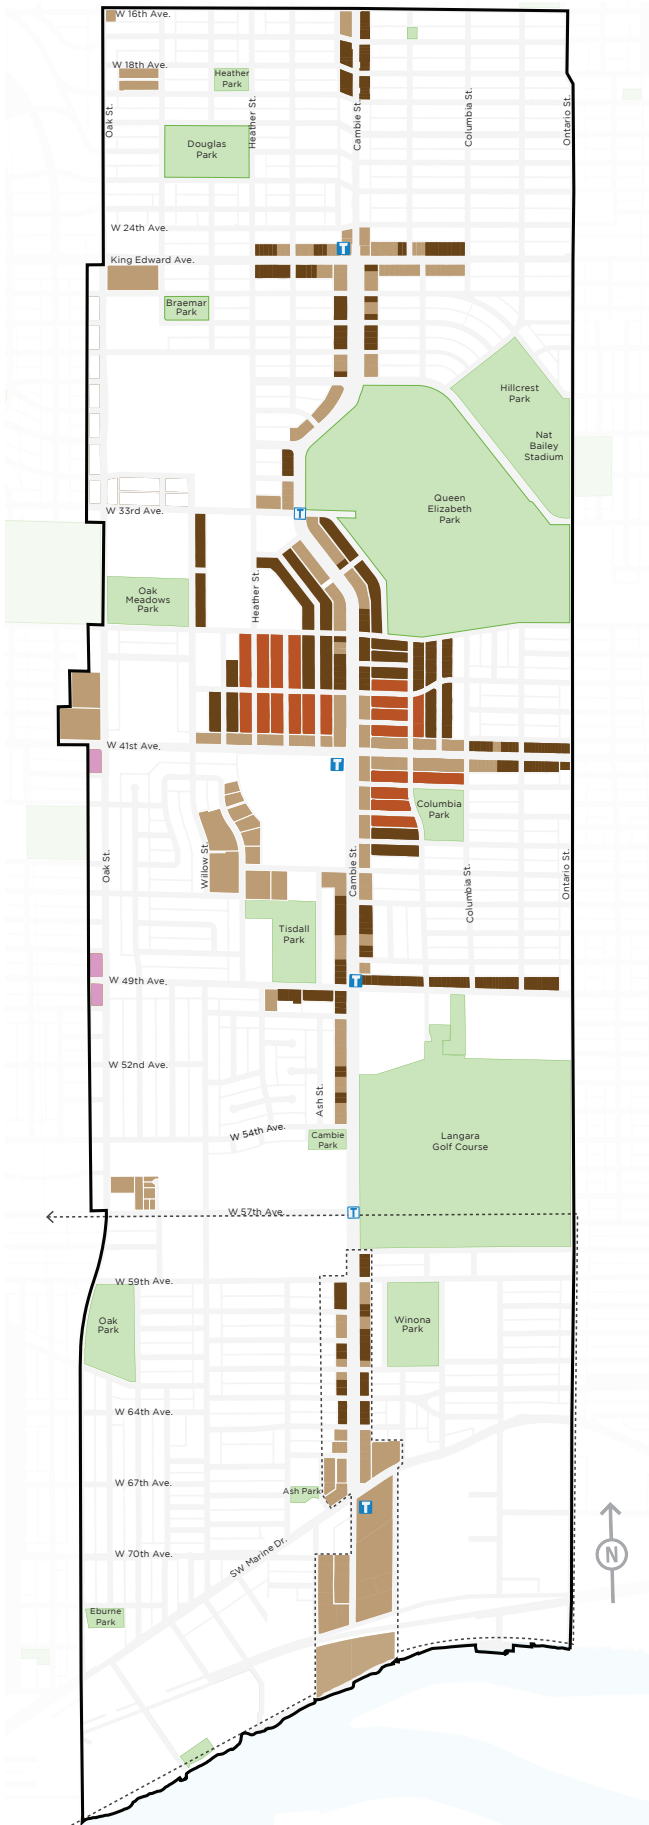 W 16th Ave.
W 18th Ave.
Heather
Park
Oak St.
Heather St.
Cambie St.
Columbia St.
Ontario St.
Douglas
Park
W 24th Ave.
T
King Edward Ave.
Braemar
Park
Hillcrest
Park
Nat
Bailey
Stadium
Queen
Elizabeth
Park
W 33rd Ave.
T
Oak
Meadows
Park
Heather St.
W 41st Ave.
T
Columbia
Park
Oak St.
Willow St.
Cambie St.
Columbia St.
Ontario St.
Tisdall
Park
W 49th Ave.
T
W 52nd Ave.
Ash St.
W 54th Ave.
Cambie
Park
Langara
Golf Course
W 57th Ave.
T
W 59th Ave.
Oak
Park
Winona
Park
W 64th Ave.
W 67th Ave.
Ash Park
T
SW Marine Dr.
W 70th Ave.
N
Eburne
Park